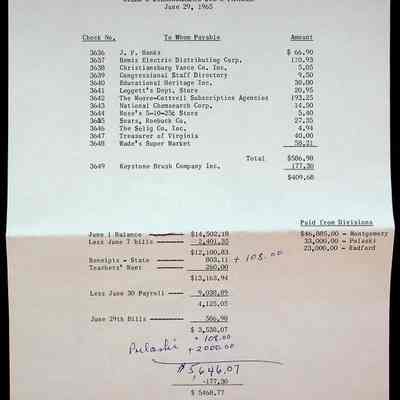 June 29, 1965
Check No. To Whom Payable Amount
3636 J. F. Hanks $ 66.90
3637 Bemis Electric Distributing Corp. 120.93
3638 Christiansburg Vance Co. Inc. 5.05
3639 Congressional Staff Directory 9.50
3640 Educational Heritage Inc. 30.00
3641 Leggett's Dept. Store 20.95
3642 The Moore-Cottrell Subscription Agencies 193.25
3643 National Chemsearch Corp. 14.50
3644 Rose's 5-10-25¢ Store 5.40
3645 Sears, Roebuck Co. 27.35
3646 The Selig Co. Inc. 4.94
3647 Treasurer of Virginia 40.00
3648 Wade's Super Market 58.21
Total $586.98
3649 Keystone Brush Company Inc. 177.30
$409.68
Paid from Divisions
June 1 Balance $14,502.18 $46,885.00 - Montgomery
Less June 7 bills 2,401.35 33,000.00 - Pulaski
$12,100.83 23,000.00 - Radford
Receipts - State 803.11 + 108.00
Teachers' Reet 260.00
$13,163.94
Less June 30 Payroll 9,038.89
4,125.05
June 29th Bills 586.98
$ 3,538.07
+ 108.00
Pulaski + 2000.00
$5646.07
-177.30
$ 5468.77